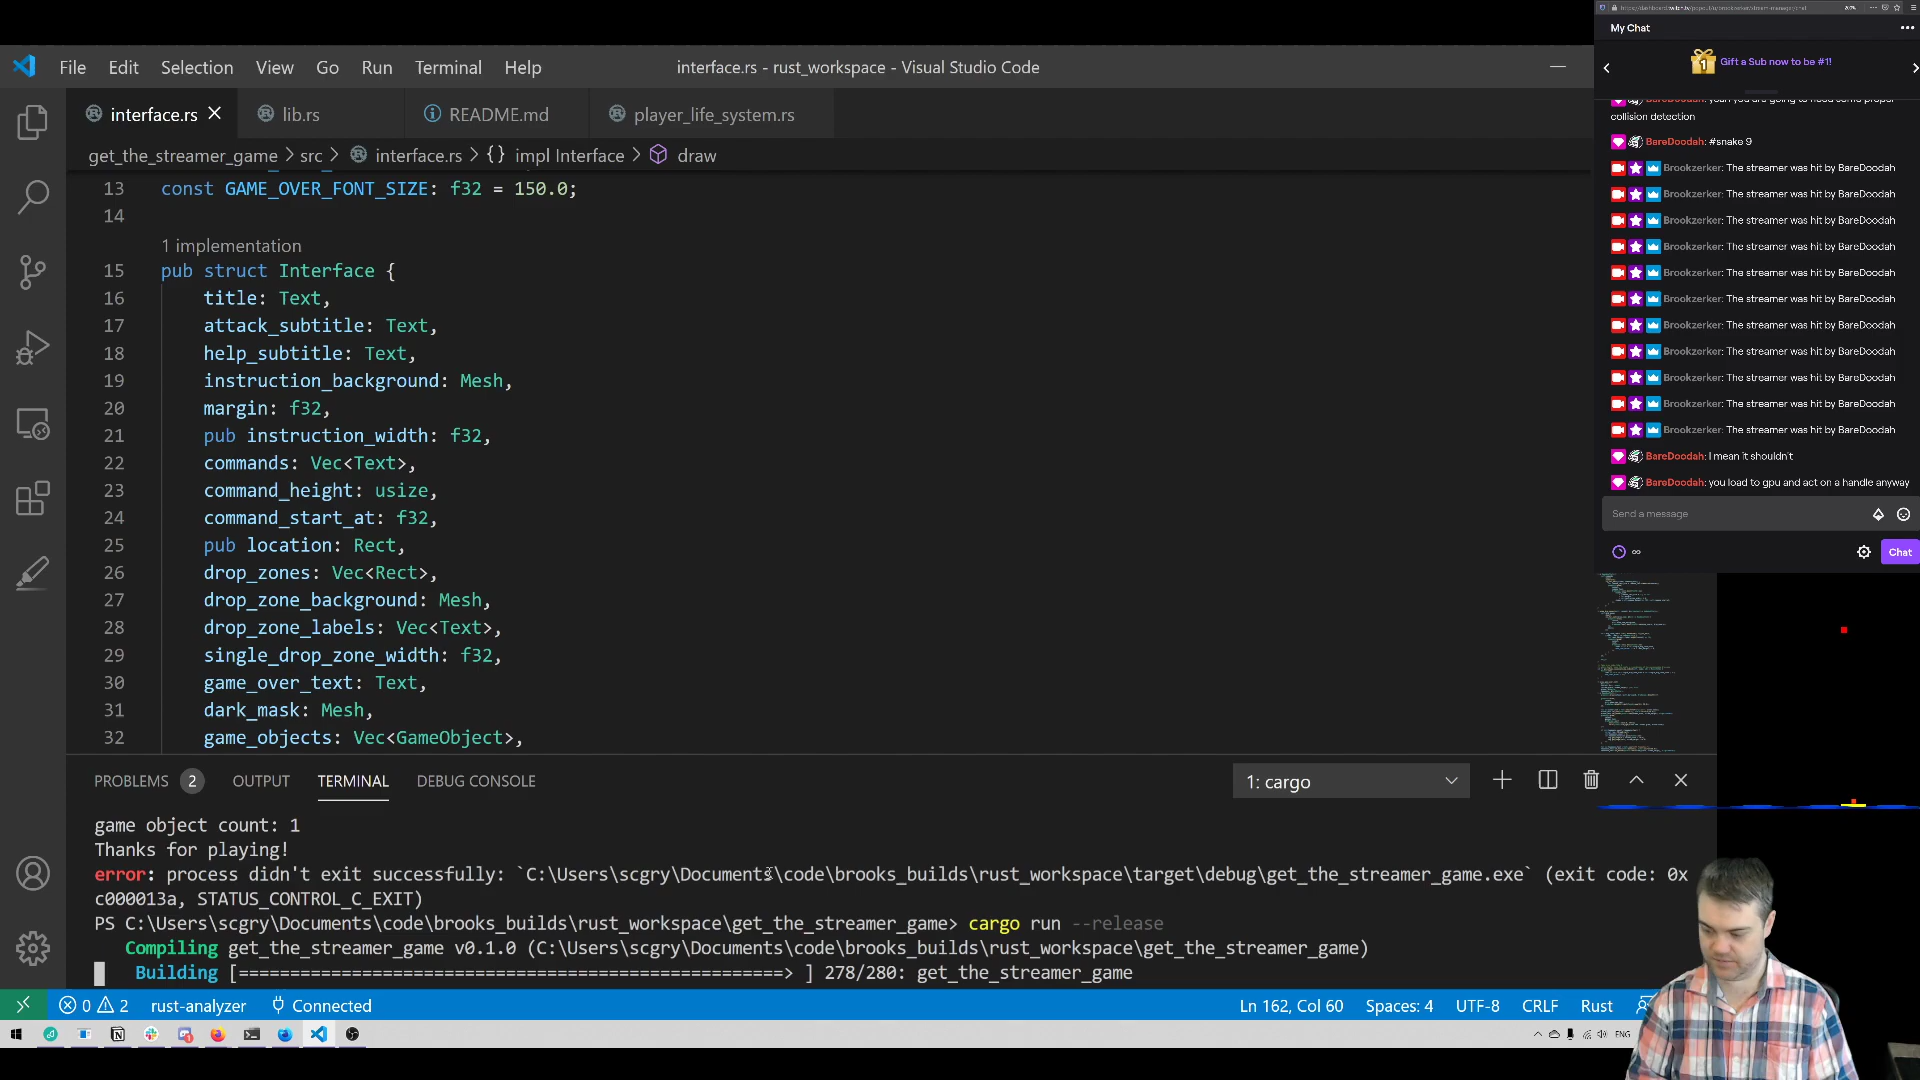 File Edit Selection View Go Run Terminal Help
interface.rs - rust_workspace - Visual Studio Code
interface.rs
lib.rs
README.md
player_life_system.rs
get_the_streamer_game > src > interface.rs > {} impl Interface > draw
13 const GAME_OVER_FONT_SIZE: f32 = 150.0;
14
1 implementation
15 pub struct Interface {
16 title: Text,
17 attack_subtitle: Text,
18 help_subtitle: Text,
19 instruction_background: Mesh,
20 margin: f32,
21 pub instruction_width: f32,
22 commands: Vec<Text>,
23 command_height: usize,
24 command_start_at: f32,
25 pub location: Rect,
26 drop_zones: Vec<Rect>,
27 drop_zone_background: Mesh,
28 drop_zone_labels: Vec<Text>,
29 single_drop_zone_width: f32,
30 game_over_text: Text,
31 dark_mask: Mesh,
32 game_objects: Vec<GameObject>,
PROBLEMS 2 OUTPUT TERMINAL DEBUG CONSOLE
1: cargo
game object count: 1
Thanks for playing!
error: process didn't exit successfully: `C:\Users\scgry\Documents\code\brooks_builds\rust_workspace\target\debug\get_the_streamer_game.exe` (exit code: 0x
c000013a, STATUS_CONTROL_C_EXIT)
PS C:\Users\scgry\Documents\code\brooks_builds\rust_workspace\get_the_streamer_game> cargo run --release
Compiling get_the_streamer_game v0.1.0 (C:\Users\scgry\Documents\code\brooks_builds\rust_workspace\get_the_streamer_game)
Building [=====================================================> ] 278/280: get_the_streamer_game
0 2 rust-analyzer Connected
Ln 162, Col 60 Spaces: 4 UTF-8 CRLF Rust
ENG
My Chat
1 Gift a Sub now to be #1!
BareDoodah: yeah you are going to need some proper
collision detection
BareDoodah: #snake 9
Brookzerker: The streamer was hit by BareDoodah
Brookzerker: The streamer was hit by BareDoodah
Brookzerker: The streamer was hit by BareDoodah
Brookzerker: The streamer was hit by BareDoodah
Brookzerker: The streamer was hit by BareDoodah
Brookzerker: The streamer was hit by BareDoodah
Brookzerker: The streamer was hit by BareDoodah
Brookzerker: The streamer was hit by BareDoodah
Brookzerker: The streamer was hit by BareDoodah
Brookzerker: The streamer was hit by BareDoodah
Brookzerker: The streamer was hit by BareDoodah
BareDoodah: I mean it shouldn't
BareDoodah: you load to gpu and act on a handle anyway
Send a message
∞
Chat